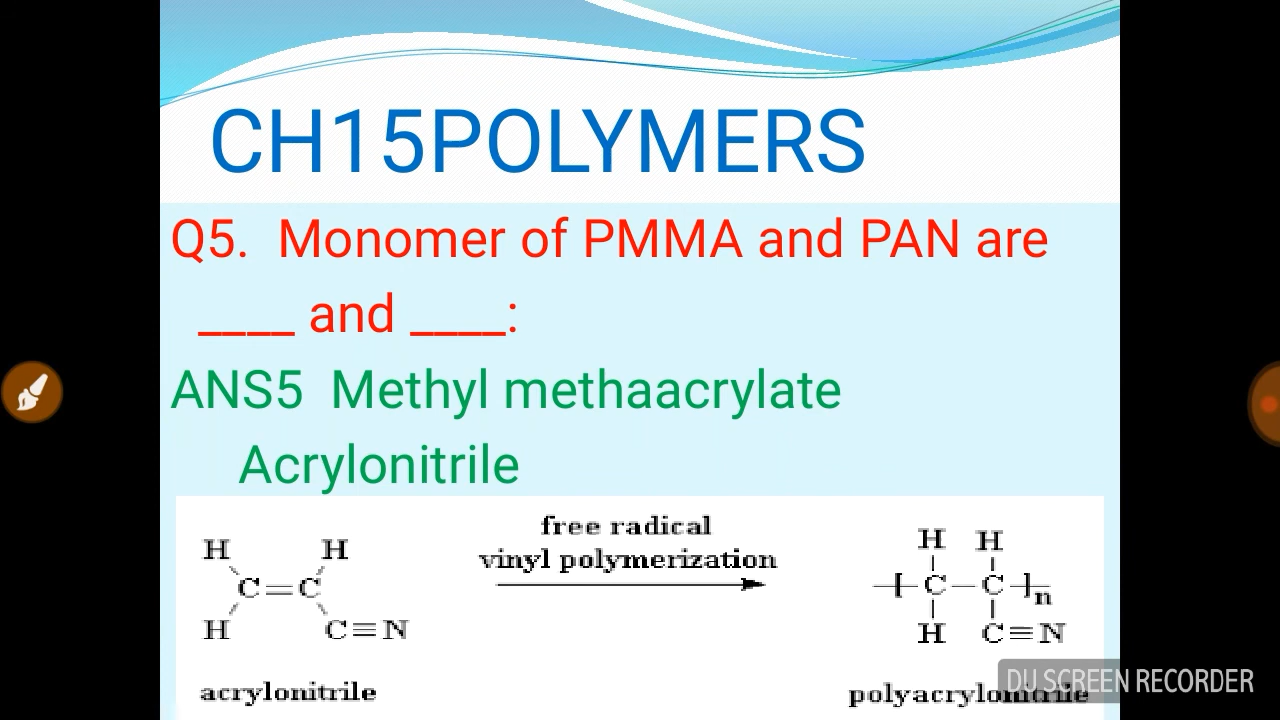 CH15POLYMERS
Q5. Monomer of PMMA and PAN are
____ and ____:
ANS5 Methyl methaacrylate
Acrylonitrile
free radical
vinyl polymerization
H H H H
C=C C—C n
H C≡N H C≡N
acrylonitrile polyacrylonitrile
DU SCREEN RECORDER